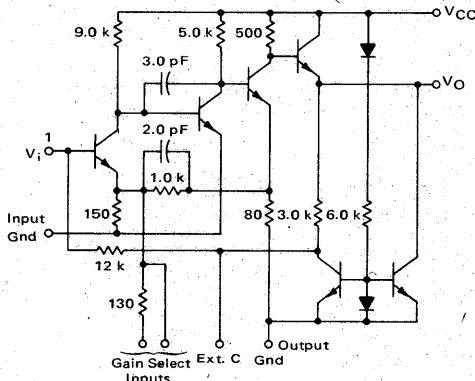 9.0 k
5.0 k
500
VCC
3.0 pF
VO
1
Vi
2.0 pF
1.0 k
150
80
3.0 k
6.0 k
Input
Gnd
12 k
130
Gain Select
Inputs
Ext. C
Output
Gnd